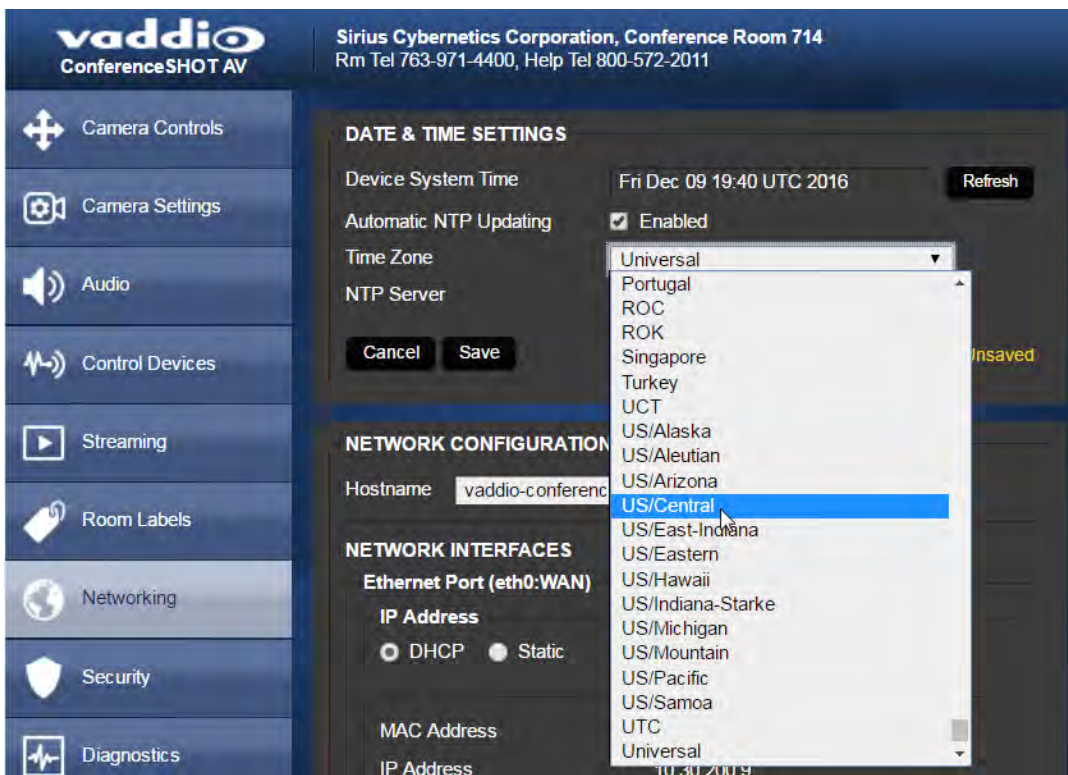 vaddio
ConferenceSHOT AV
Sirius Cybernetics Corporation, Conference Room 714
Rm Tel 763-971-4400, Help Tel 800-572-2011
Camera Controls
Camera Settings
Audio
Control Devices
Streaming
Room Labels
Networking
Security
Diagnostics
DATE & TIME SETTINGS
Device System Time Fri Dec 09 19:40 UTC 2016 Refresh
Automatic NTP Updating Enabled
Time Zone Universal
NTP Server
Cancel Save Unsaved
Portugal
ROC
ROK
Singapore
Turkey
UCT
US/Alaska
US/Aleutian
US/Arizona
US/Central
US/East-Indiana
US/Eastern
US/Hawaii
US/Indiana-Starke
US/Michigan
US/Mountain
US/Pacific
US/Samoa
UTC
Universal
NETWORK CONFIGURATION
Hostname vaddio-conferenc
NETWORK INTERFACES
Ethernet Port (eth0:WAN)
IP Address
DHCP Static
MAC Address
IP Address 10.30.200.9